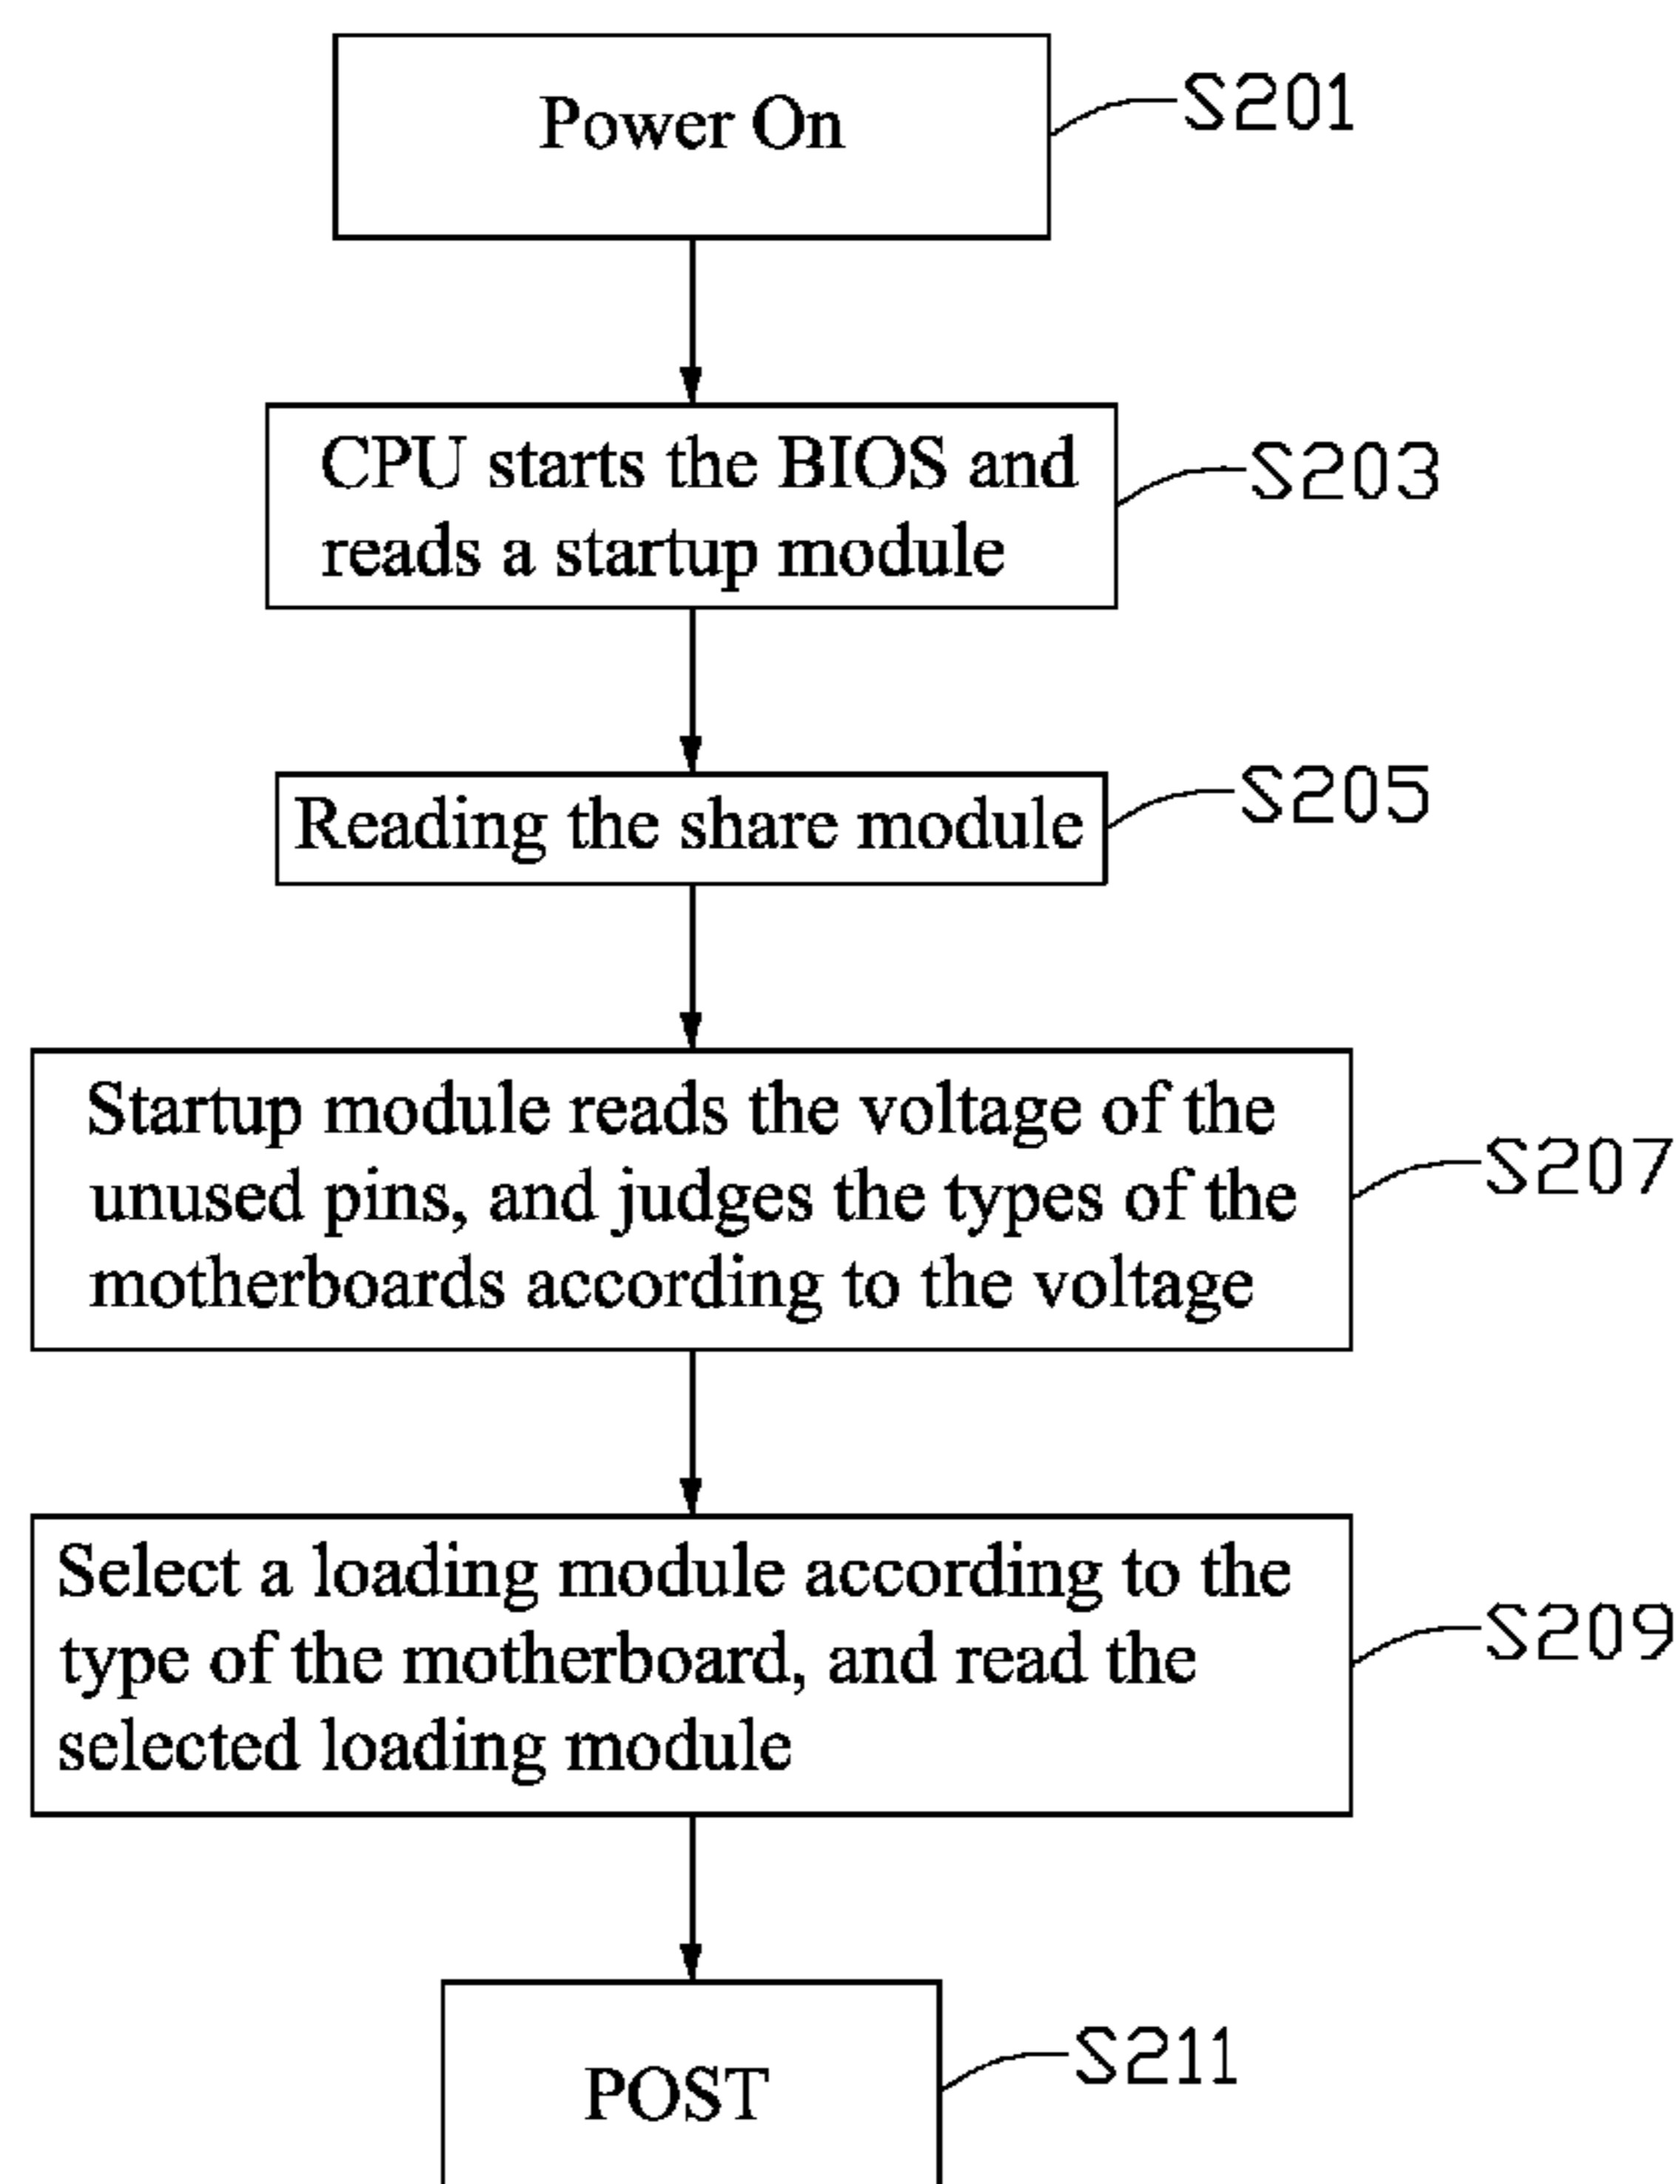 Power On
S201
CPU starts the BIOS and
reads a startup module
S203
Reading the share module
S205
Startup module reads the voltage of the
unused pins, and judges the types of the
motherboards according to the voltage
S207
Select a loading module according to the
type of the motherboard, and read the
selected loading module
S209
POST
S211